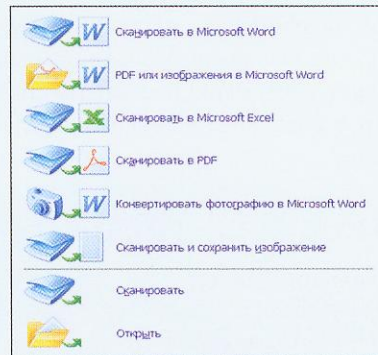 Сканировать в Microsoft Word
PDF или изображения в Microsoft Word
Сканировать в Microsoft Excel
Сканировать в PDF
Конвертировать фотографию в Microsoft Word
Сканировать и сохранить изображение
Сканировать
Открыть